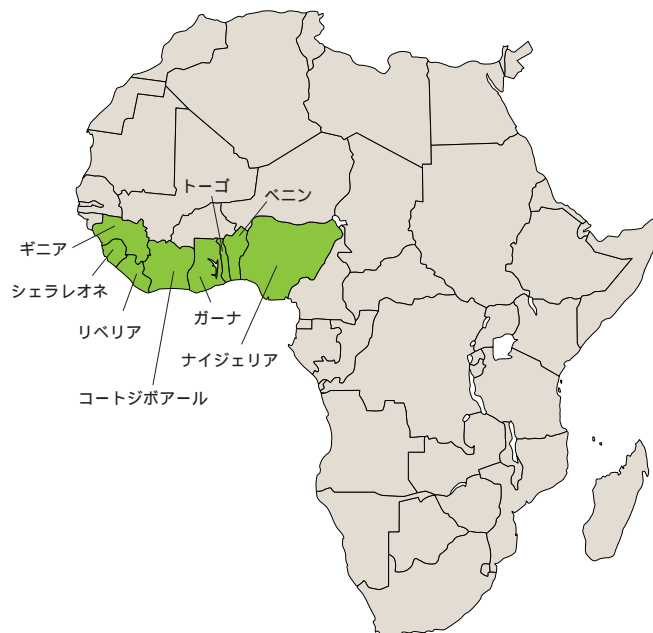 トーゴ
ベニン
ギニア
シェラレオネ
リベリア
ガーナ
ナイジェリア
コートジボアール